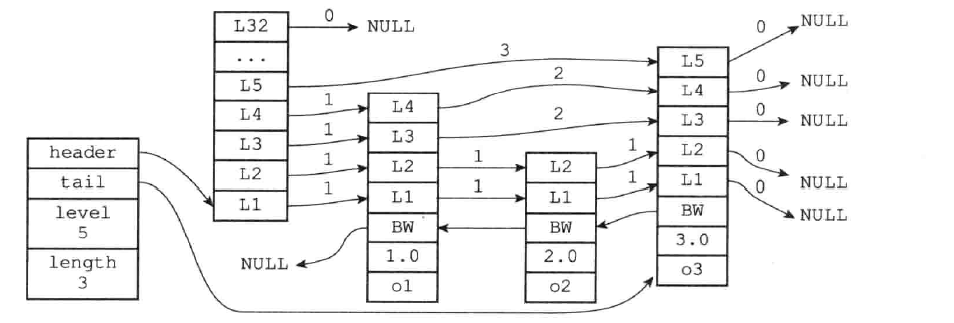 header
tail
level
5
length
3
L32
...
L5
L4
L3
L2
L1
0
NULL
3
1
1
1
1
L4
L3
L2
L1
BW
1.0
o1
NULL
2
2
1
1
L2
L1
BW
2.0
o2
1
1
L5
L4
L3
L2
L1
BW
3.0
o3
0
NULL
0
NULL
0
NULL
0
NULL
0
NULL